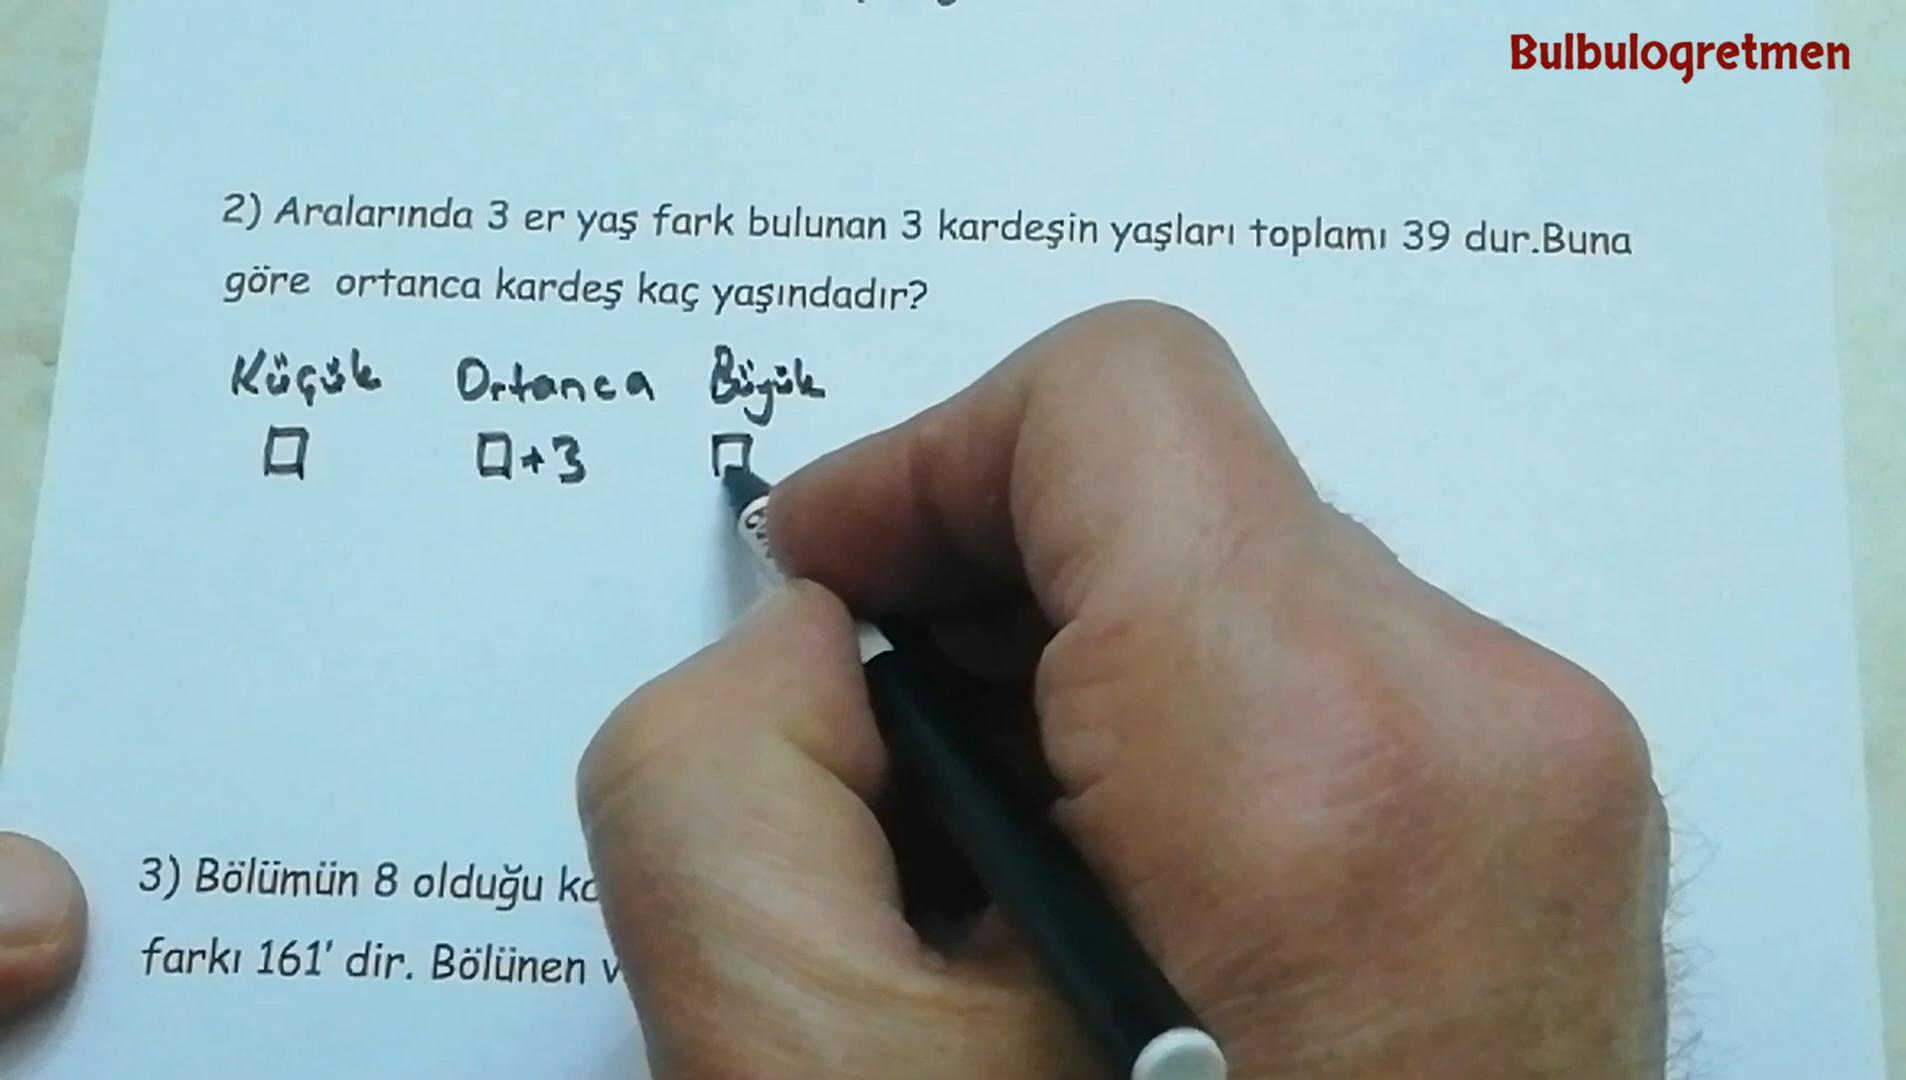 Bulbulogretmen
2) Aralarında 3 er yaş fark bulunan 3 kardeşin yaşları toplamı 39 dur.Buna
göre ortanca kardeş kaç yaşındadır?
Küçük Ortanca Büyük
□ □+3 □
3) Bölümün 8 olduğu
farkı 161' dir. Bölünen